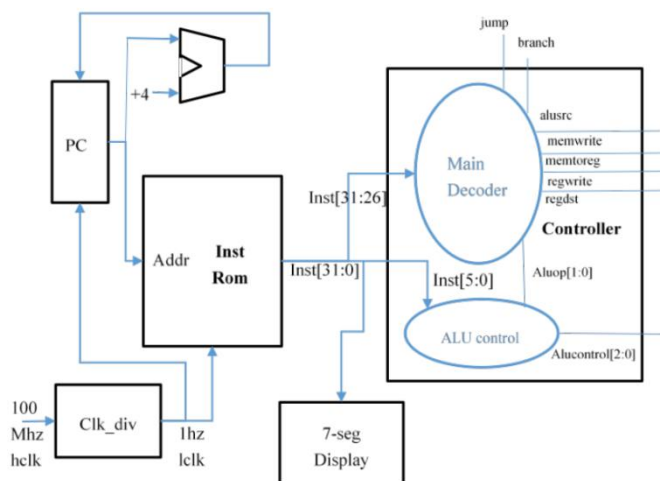 jump
branch
+4
PC
alusrc
memwrite
memtoreg
regwrite
regdst
Main
Decoder
Controller
Inst[31:26]
Addr
Inst
Rom
Inst[31:0]
Inst[5:0]
Aluop[1:0]
ALU control
Alucontrol[2:0]
100
Mhz
hclk
Clk_div
1hz
lclk
7-seg
Display